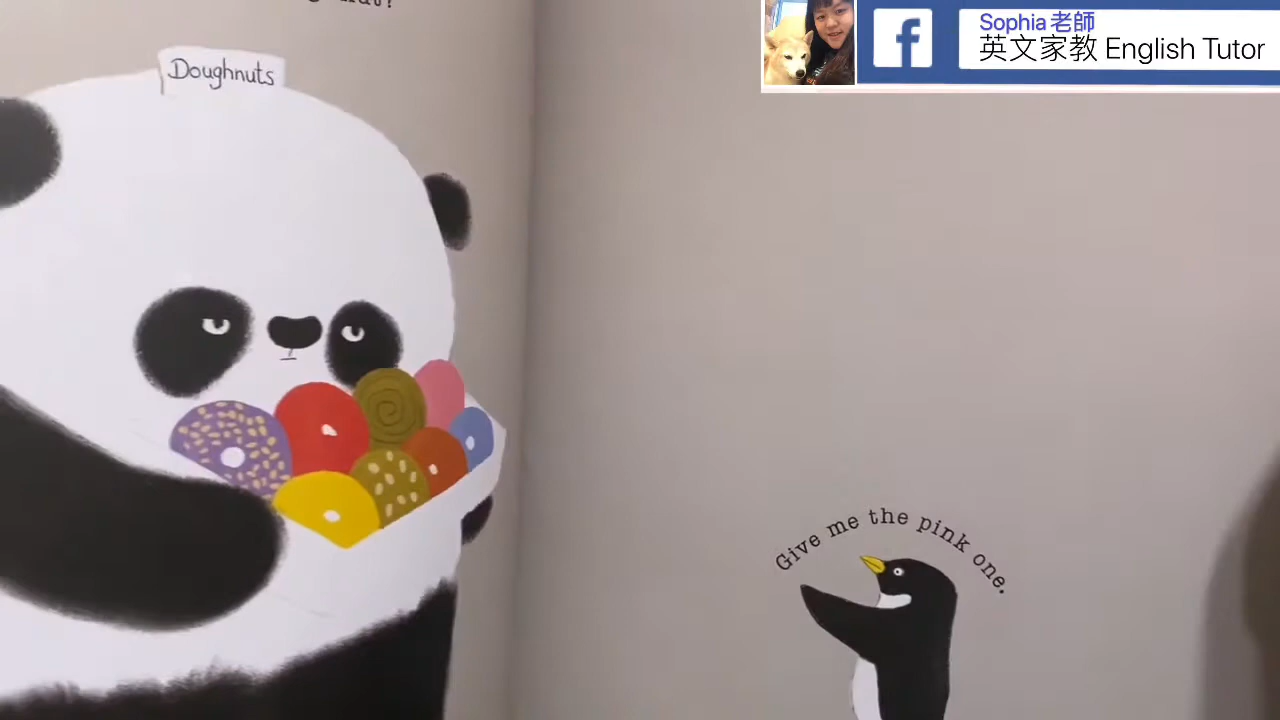 Doughnuts
Sophia老師
英文家教 English Tutor
Give me the pink one.